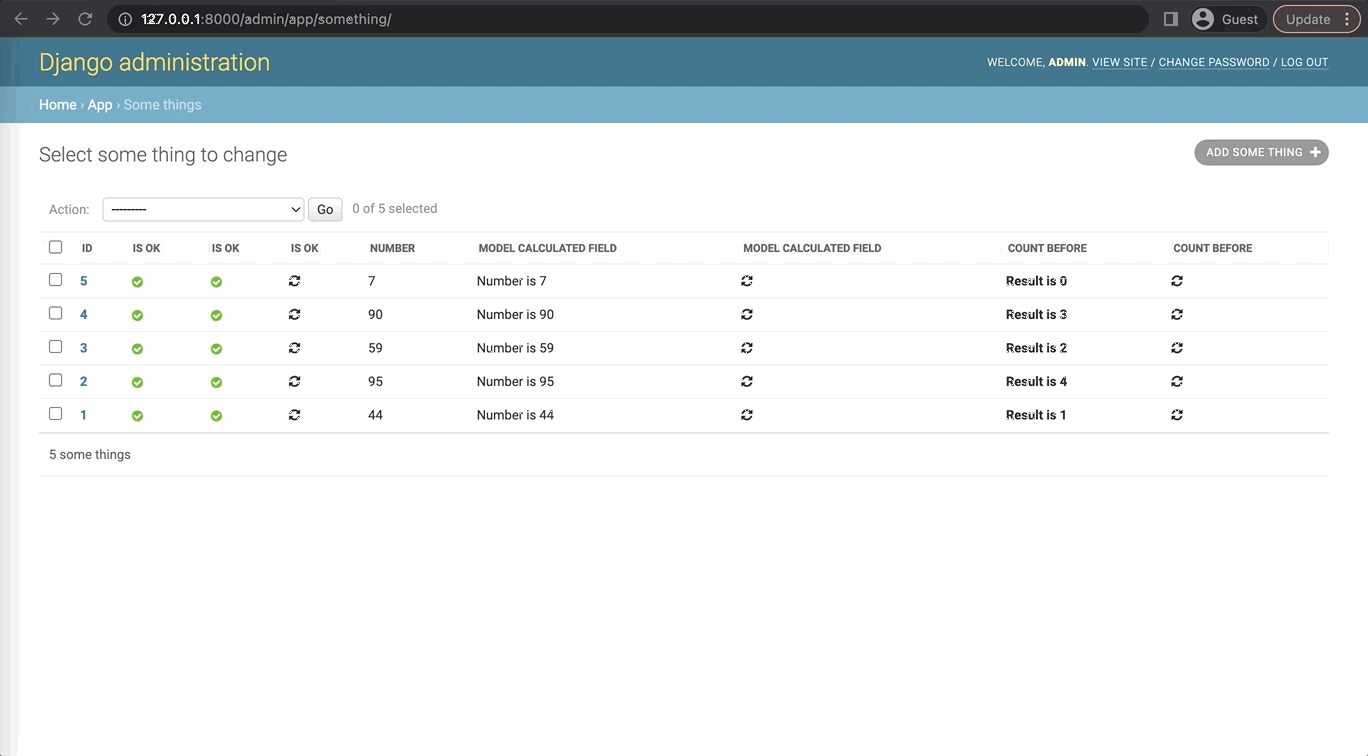 127.0.0.1:8000/admin/app/something/ Guest Update
Django administration WELCOME, ADMIN. VIEW SITE / CHANGE PASSWORD / LOG OUT
Home › App › Some things
Select some thing to change ADD SOME THING +
Action: --------- Go 0 of 5 selected
ID IS OK IS OK IS OK NUMBER MODEL CALCULATED FIELD MODEL CALCULATED FIELD COUNT BEFORE COUNT BEFORE
5 7 Number is 7 Result is 0
4 90 Number is 90 Result is 3
3 59 Number is 59 Result is 2
2 95 Number is 95 Result is 4
1 44 Number is 44 Result is 1
5 some things